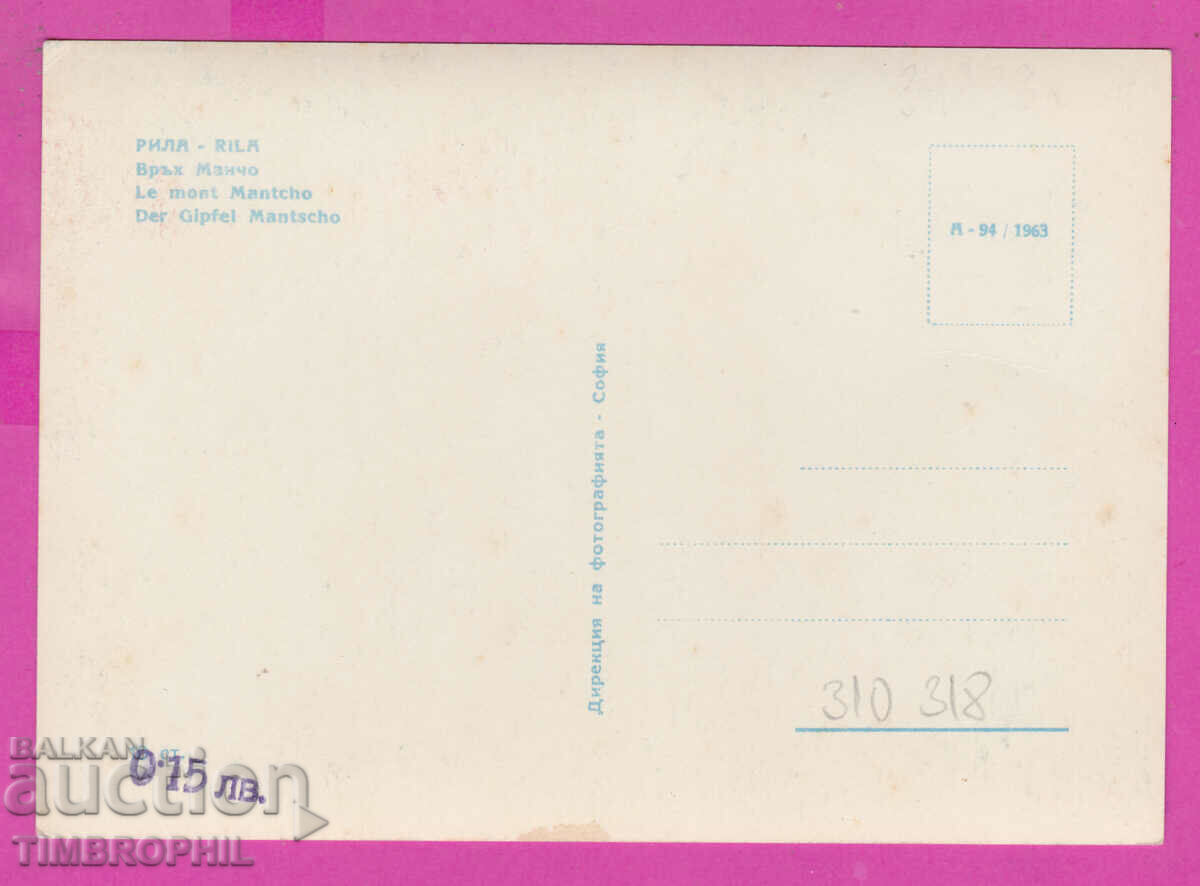 РИЛА - RILA
Връх Манчо
Le mont Mantcho
Der Gipfel Mantscho
А - 94 / 1963
Дирекция на фотографията - София
310 318
0·15 лв.
BALKAN
auction
TIMBROPHIL